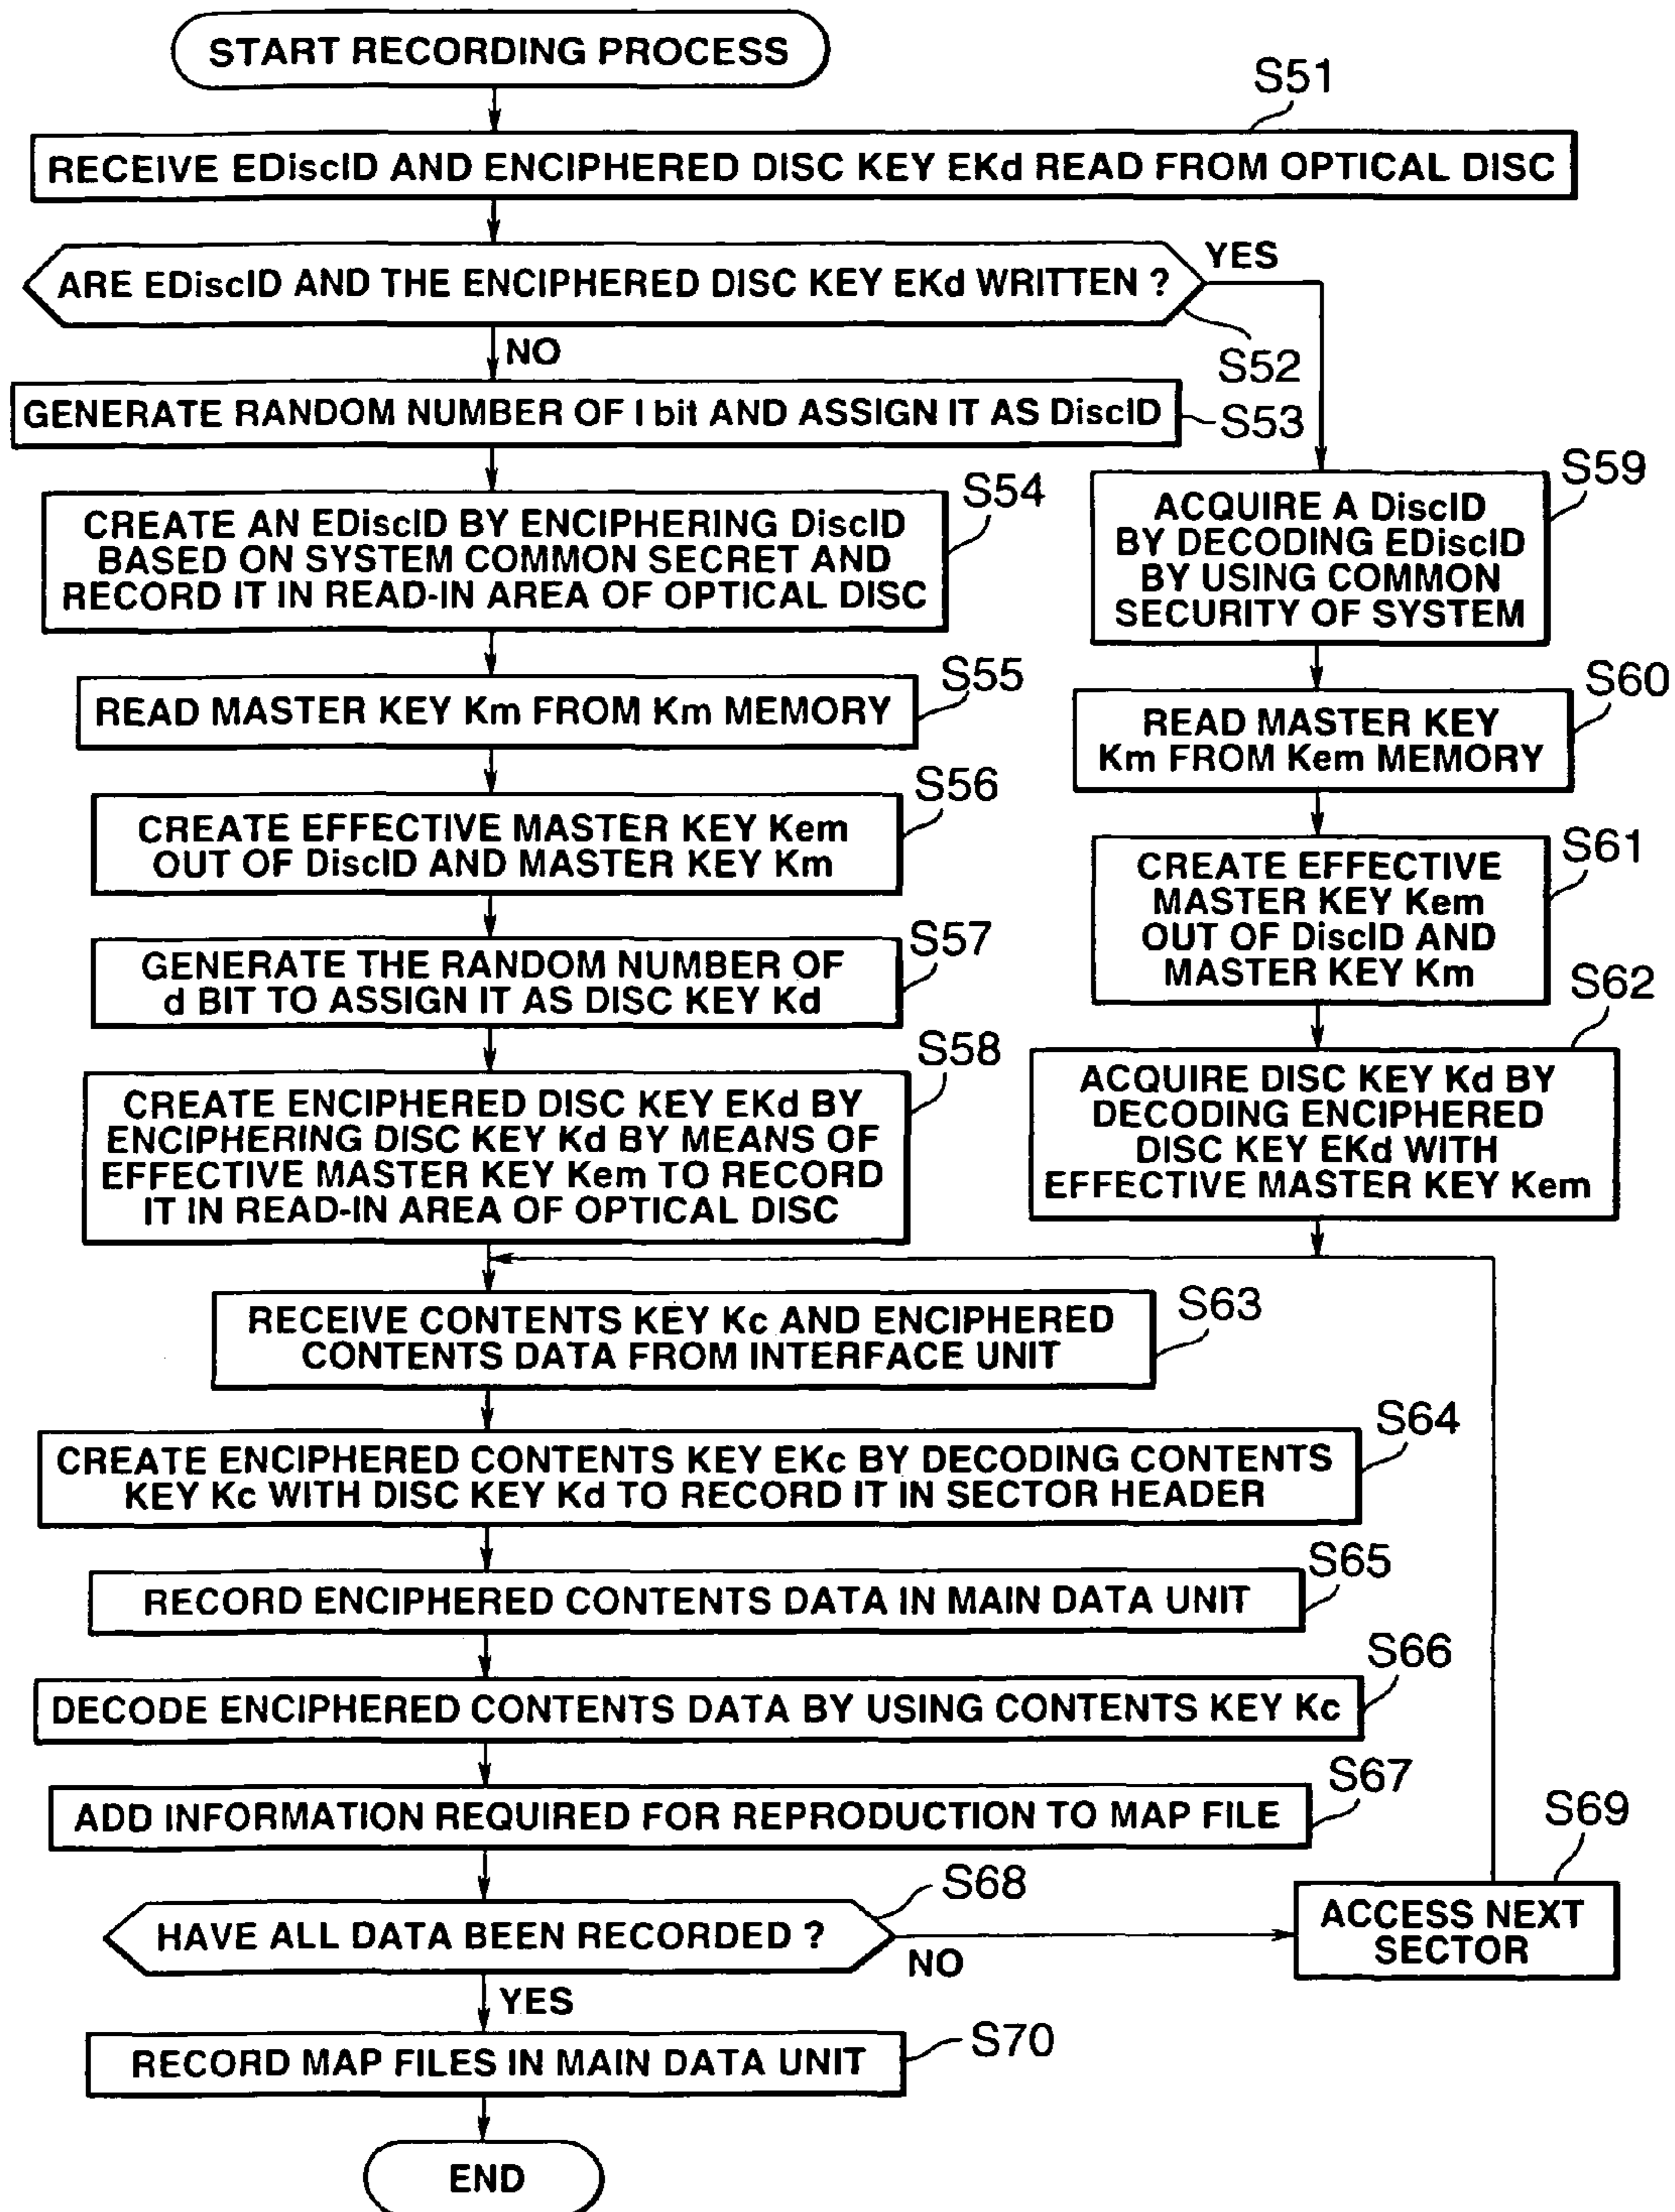 START RECORDING PROCESS
S51
RECEIVE EDiscID AND ENCIPHERED DISC KEY EKd READ FROM OPTICAL DISC
ARE EDiscID AND THE ENCIPHERED DISC KEY EKd WRITTEN ?
YES
S52
NO
GENERATE RANDOM NUMBER OF I bit AND ASSIGN IT AS DiscID
S53
S54
CREATE AN EDiscID BY ENCIPHERING DiscID
BASED ON SYSTEM COMMON SECRET AND
RECORD IT IN READ-IN AREA OF OPTICAL DISC
S55
READ MASTER KEY Km FROM Km MEMORY
S56
CREATE EFFECTIVE MASTER KEY Kem
OUT OF DiscID AND MASTER KEY Km
S57
GENERATE THE RANDOM NUMBER OF
d BIT TO ASSIGN IT AS DISC KEY Kd
S58
CREATE ENCIPHERED DISC KEY EKd BY
ENCIPHERING DISC KEY Kd BY MEANS OF
EFFECTIVE MASTER KEY Kem TO RECORD
IT IN READ-IN AREA OF OPTICAL DISC
S59
ACQUIRE A DiscID
BY DECODING EDiscID
BY USING COMMON
SECURITY OF SYSTEM
S60
READ MASTER KEY
Km FROM Kem MEMORY
S61
CREATE EFFECTIVE
MASTER KEY Kem
OUT OF DiscID AND
MASTER KEY Km
S62
ACQUIRE DISC KEY Kd BY
DECODING ENCIPHERED
DISC KEY EKd WITH
EFFECTIVE MASTER KEY Kem
S63
RECEIVE CONTENTS KEY Kc AND ENCIPHERED
CONTENTS DATA FROM INTERFACE UNIT
S64
CREATE ENCIPHERED CONTENTS KEY EKc BY DECODING CONTENTS
KEY Kc WITH DISC KEY Kd TO RECORD IT IN SECTOR HEADER
S65
RECORD ENCIPHERED CONTENTS DATA IN MAIN DATA UNIT
S66
DECODE ENCIPHERED CONTENTS DATA BY USING CONTENTS KEY Kc
S67
ADD INFORMATION REQUIRED FOR REPRODUCTION TO MAP FILE
S68
HAVE ALL DATA BEEN RECORDED ?
NO
S69
ACCESS NEXT
SECTOR
YES
RECORD MAP FILES IN MAIN DATA UNIT
S70
END